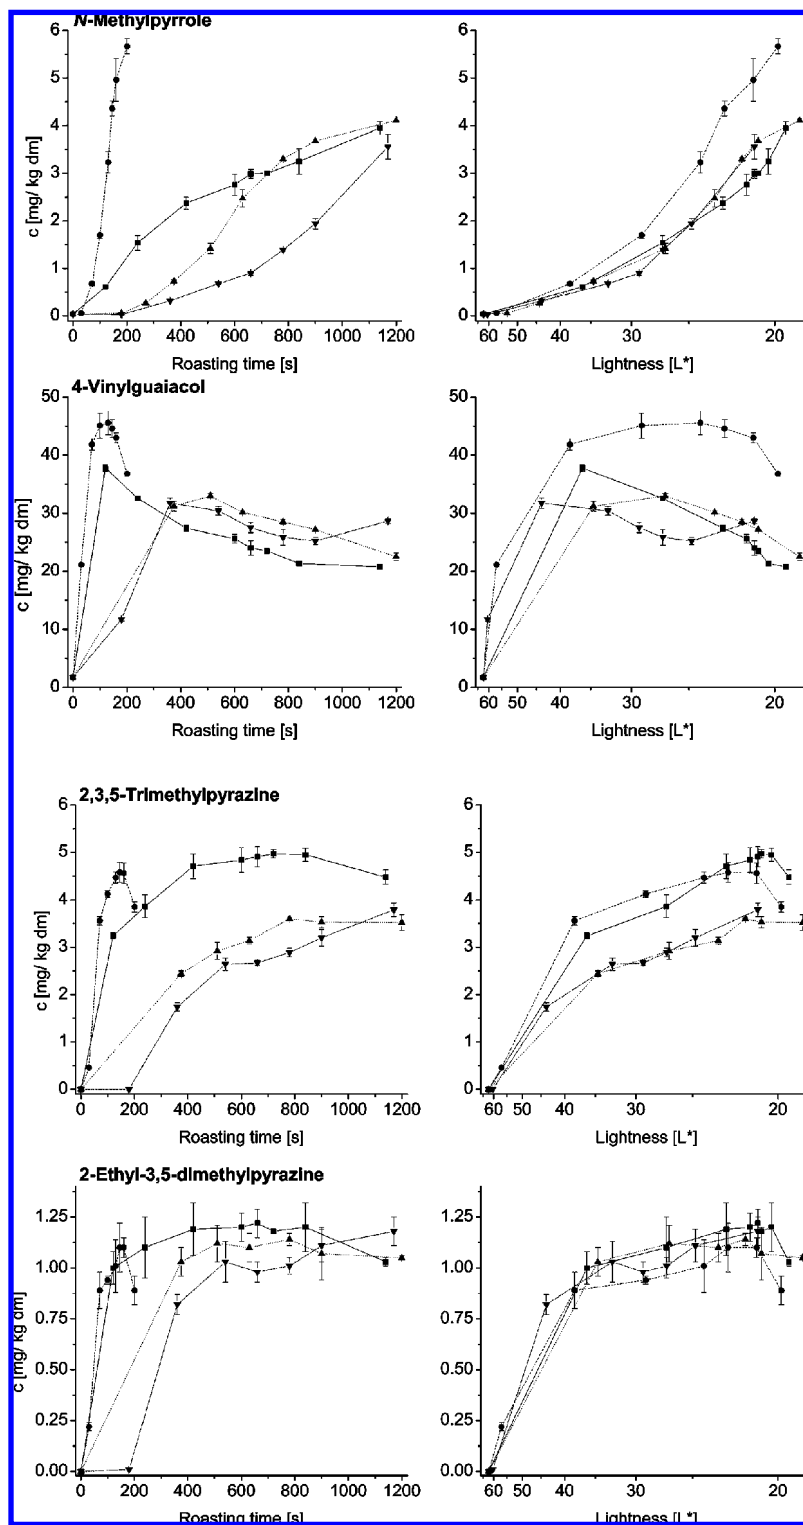 N-Methylpyrrole
6
5
4
3
2
1
0
c [mg/ kg dm]
0 200 400 600 800 1000 1200
Roasting time [s]
6
5
4
3
2
1
0
60 50 40 30 20
Lightness [L*]
4-Vinylguaiacol
50
40
30
20
10
0
c [mg/ kg dm]
0 200 400 600 800 1000 1200
Roasting time [s]
50
40
30
20
10
0
60 50 40 30 20
Lightness [L*]
2,3,5-Trimethylpyrazine
6
5
4
3
2
1
0
c [mg/ kg dm]
0 200 400 600 800 1000 1200
Roasting time [s]
6
5
4
3
2
1
0
60 50 40 30 20
Lightness [L*]
2-Ethyl-3,5-dimethylpyrazine
1.25
1.00
0.75
0.50
0.25
0.00
c [mg/ kg dm]
0 200 400 600 800 1000 1200
Roasting time [s]
1.25
1.00
0.75
0.50
0.25
0.00
60 50 40 30 20
Lightness [L*]